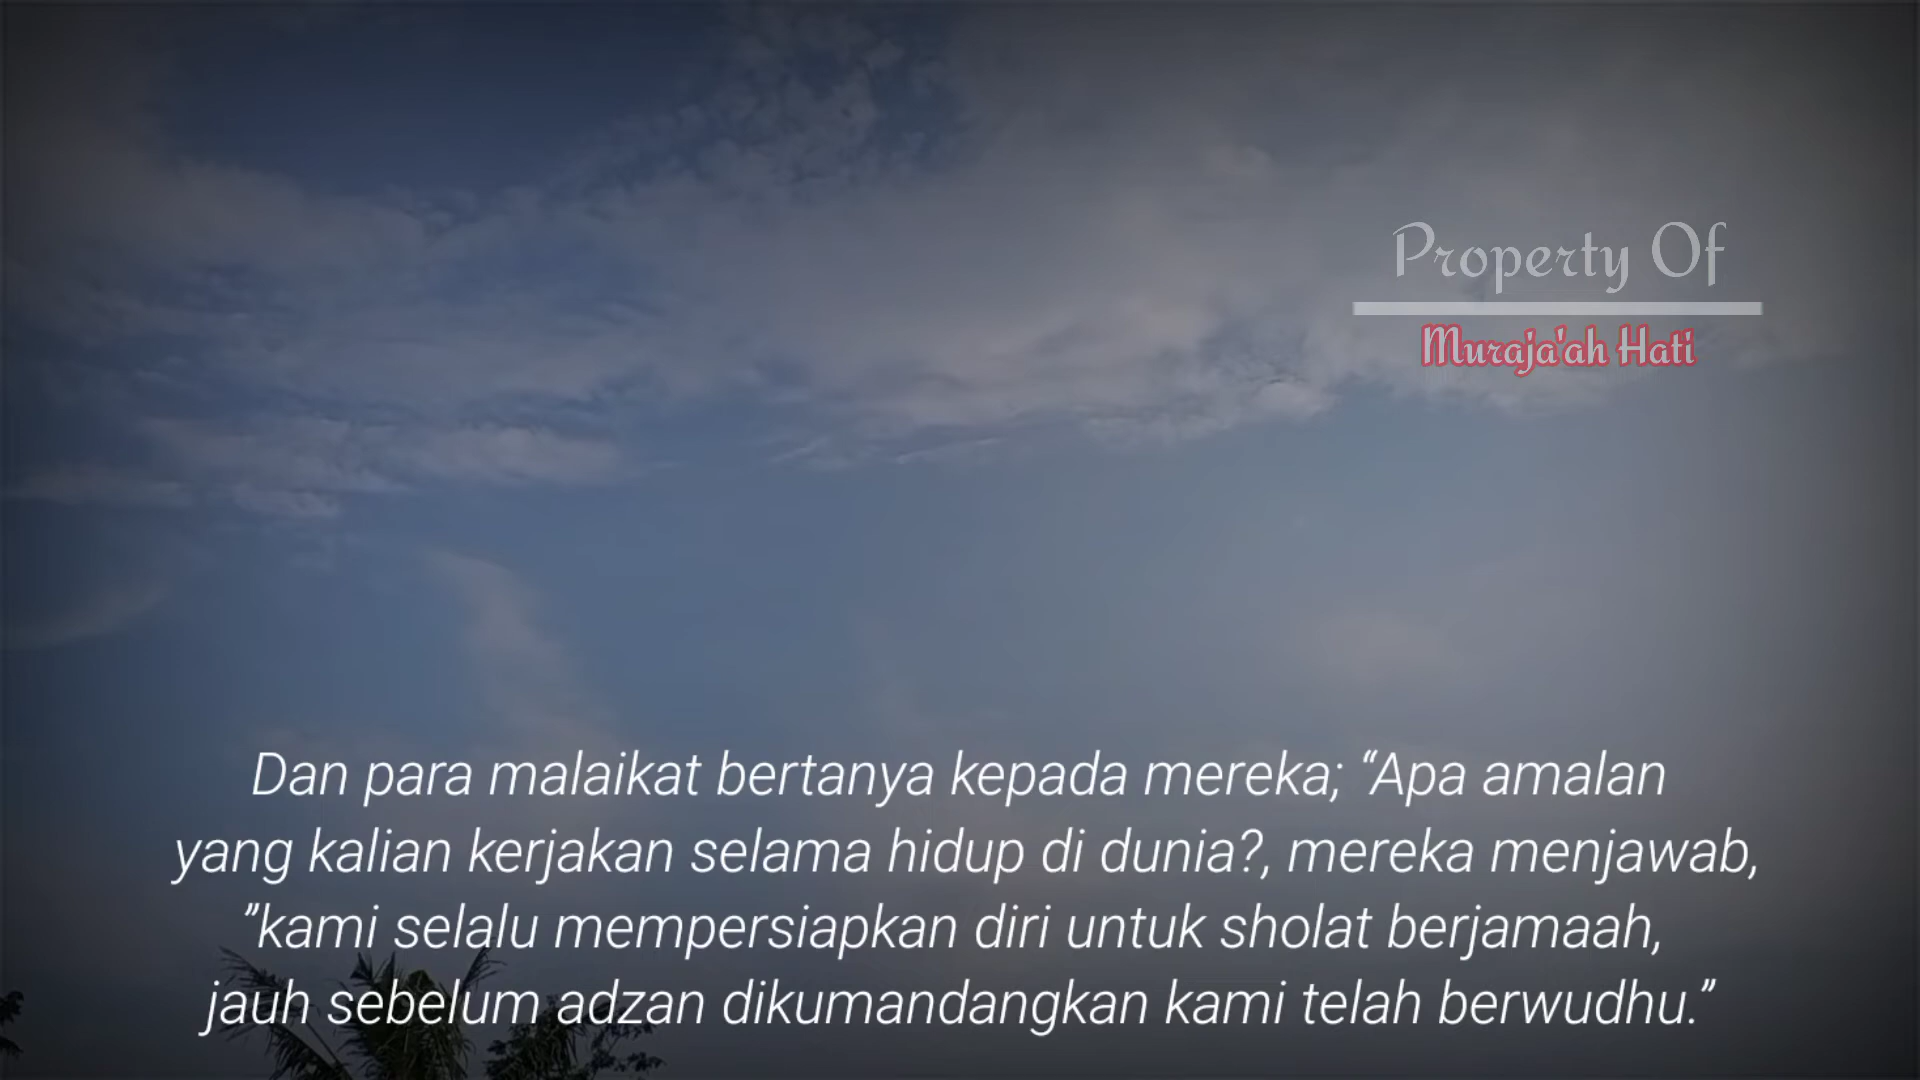 Property Of
Muraja'ah Hati
Dan para malaikat bertanya kepada mereka; “Apa amalan
yang kalian kerjakan selama hidup di dunia?, mereka menjawab,
”kami selalu mempersiapkan diri untuk sholat berjamaah,
jauh sebelum adzan dikumandangkan kami telah berwudhu.”